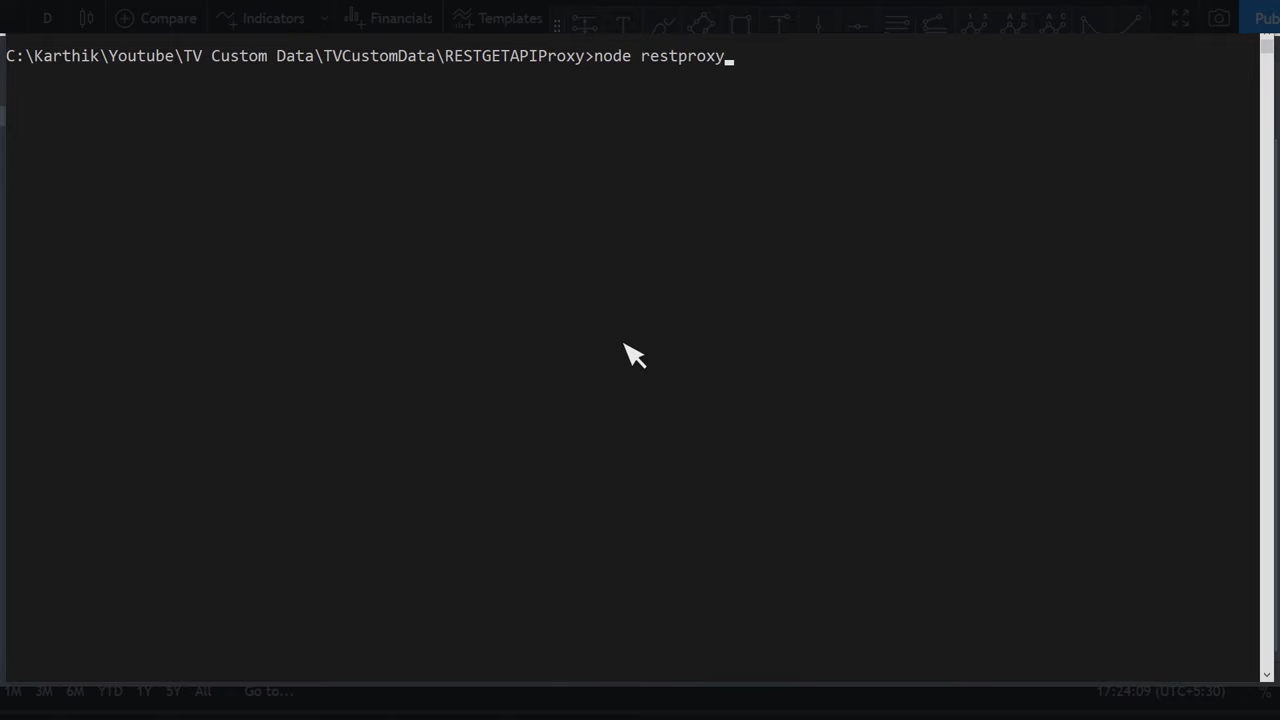 D Compare Indicators Financials Templates Pub
C:\Karthik\Youtube\TV Custom Data\TVCustomData\RESTGETAPIProxy>node restproxy
1M 3M 6M YTD 1Y 5Y All Go to... 17:24:09 (UTC+5:30) %